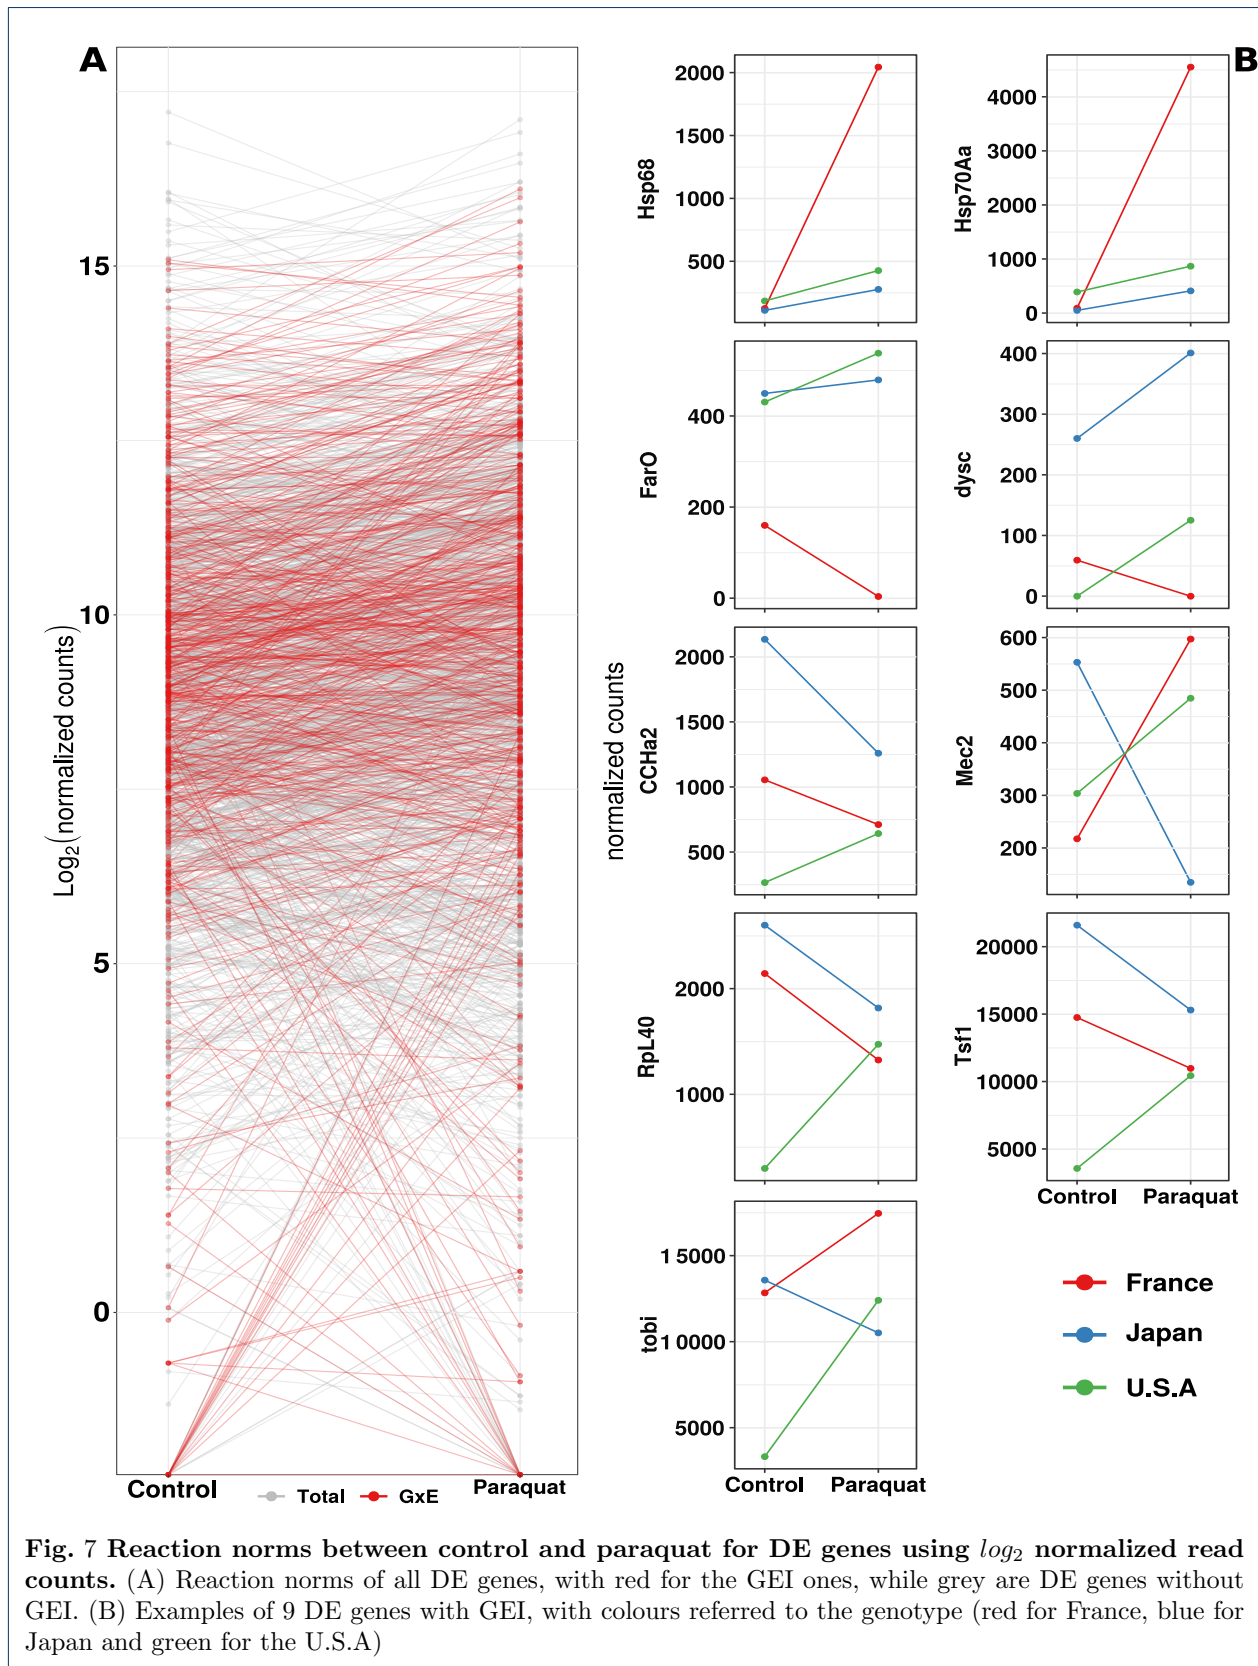 A
15
10
5
0
Log2(normalized counts)
Control
Paraquat
Total
GxE
B
normalized counts
Hsp68
2000
1500
1000
500
Hsp70Aa
4000
3000
2000
1000
0
FarO
400
200
0
dysc
400
300
200
100
0
CCHa2
2000
1500
1000
500
Mec2
600
500
400
300
200
RpL40
2000
1000
Tsf1
20000
15000
10000
5000
Control
Paraquat
tobi
15000
10000
5000
Control
Paraquat
France
Japan
U.S.A
Fig. 7 Reaction norms between control and paraquat for DE genes using log2 normalized read
counts. (A) Reaction norms of all DE genes, with red for the GEI ones, while grey are DE genes without
GEI. (B) Examples of 9 DE genes with GEI, with colours referred to the genotype (red for France, blue for
Japan and green for the U.S.A)